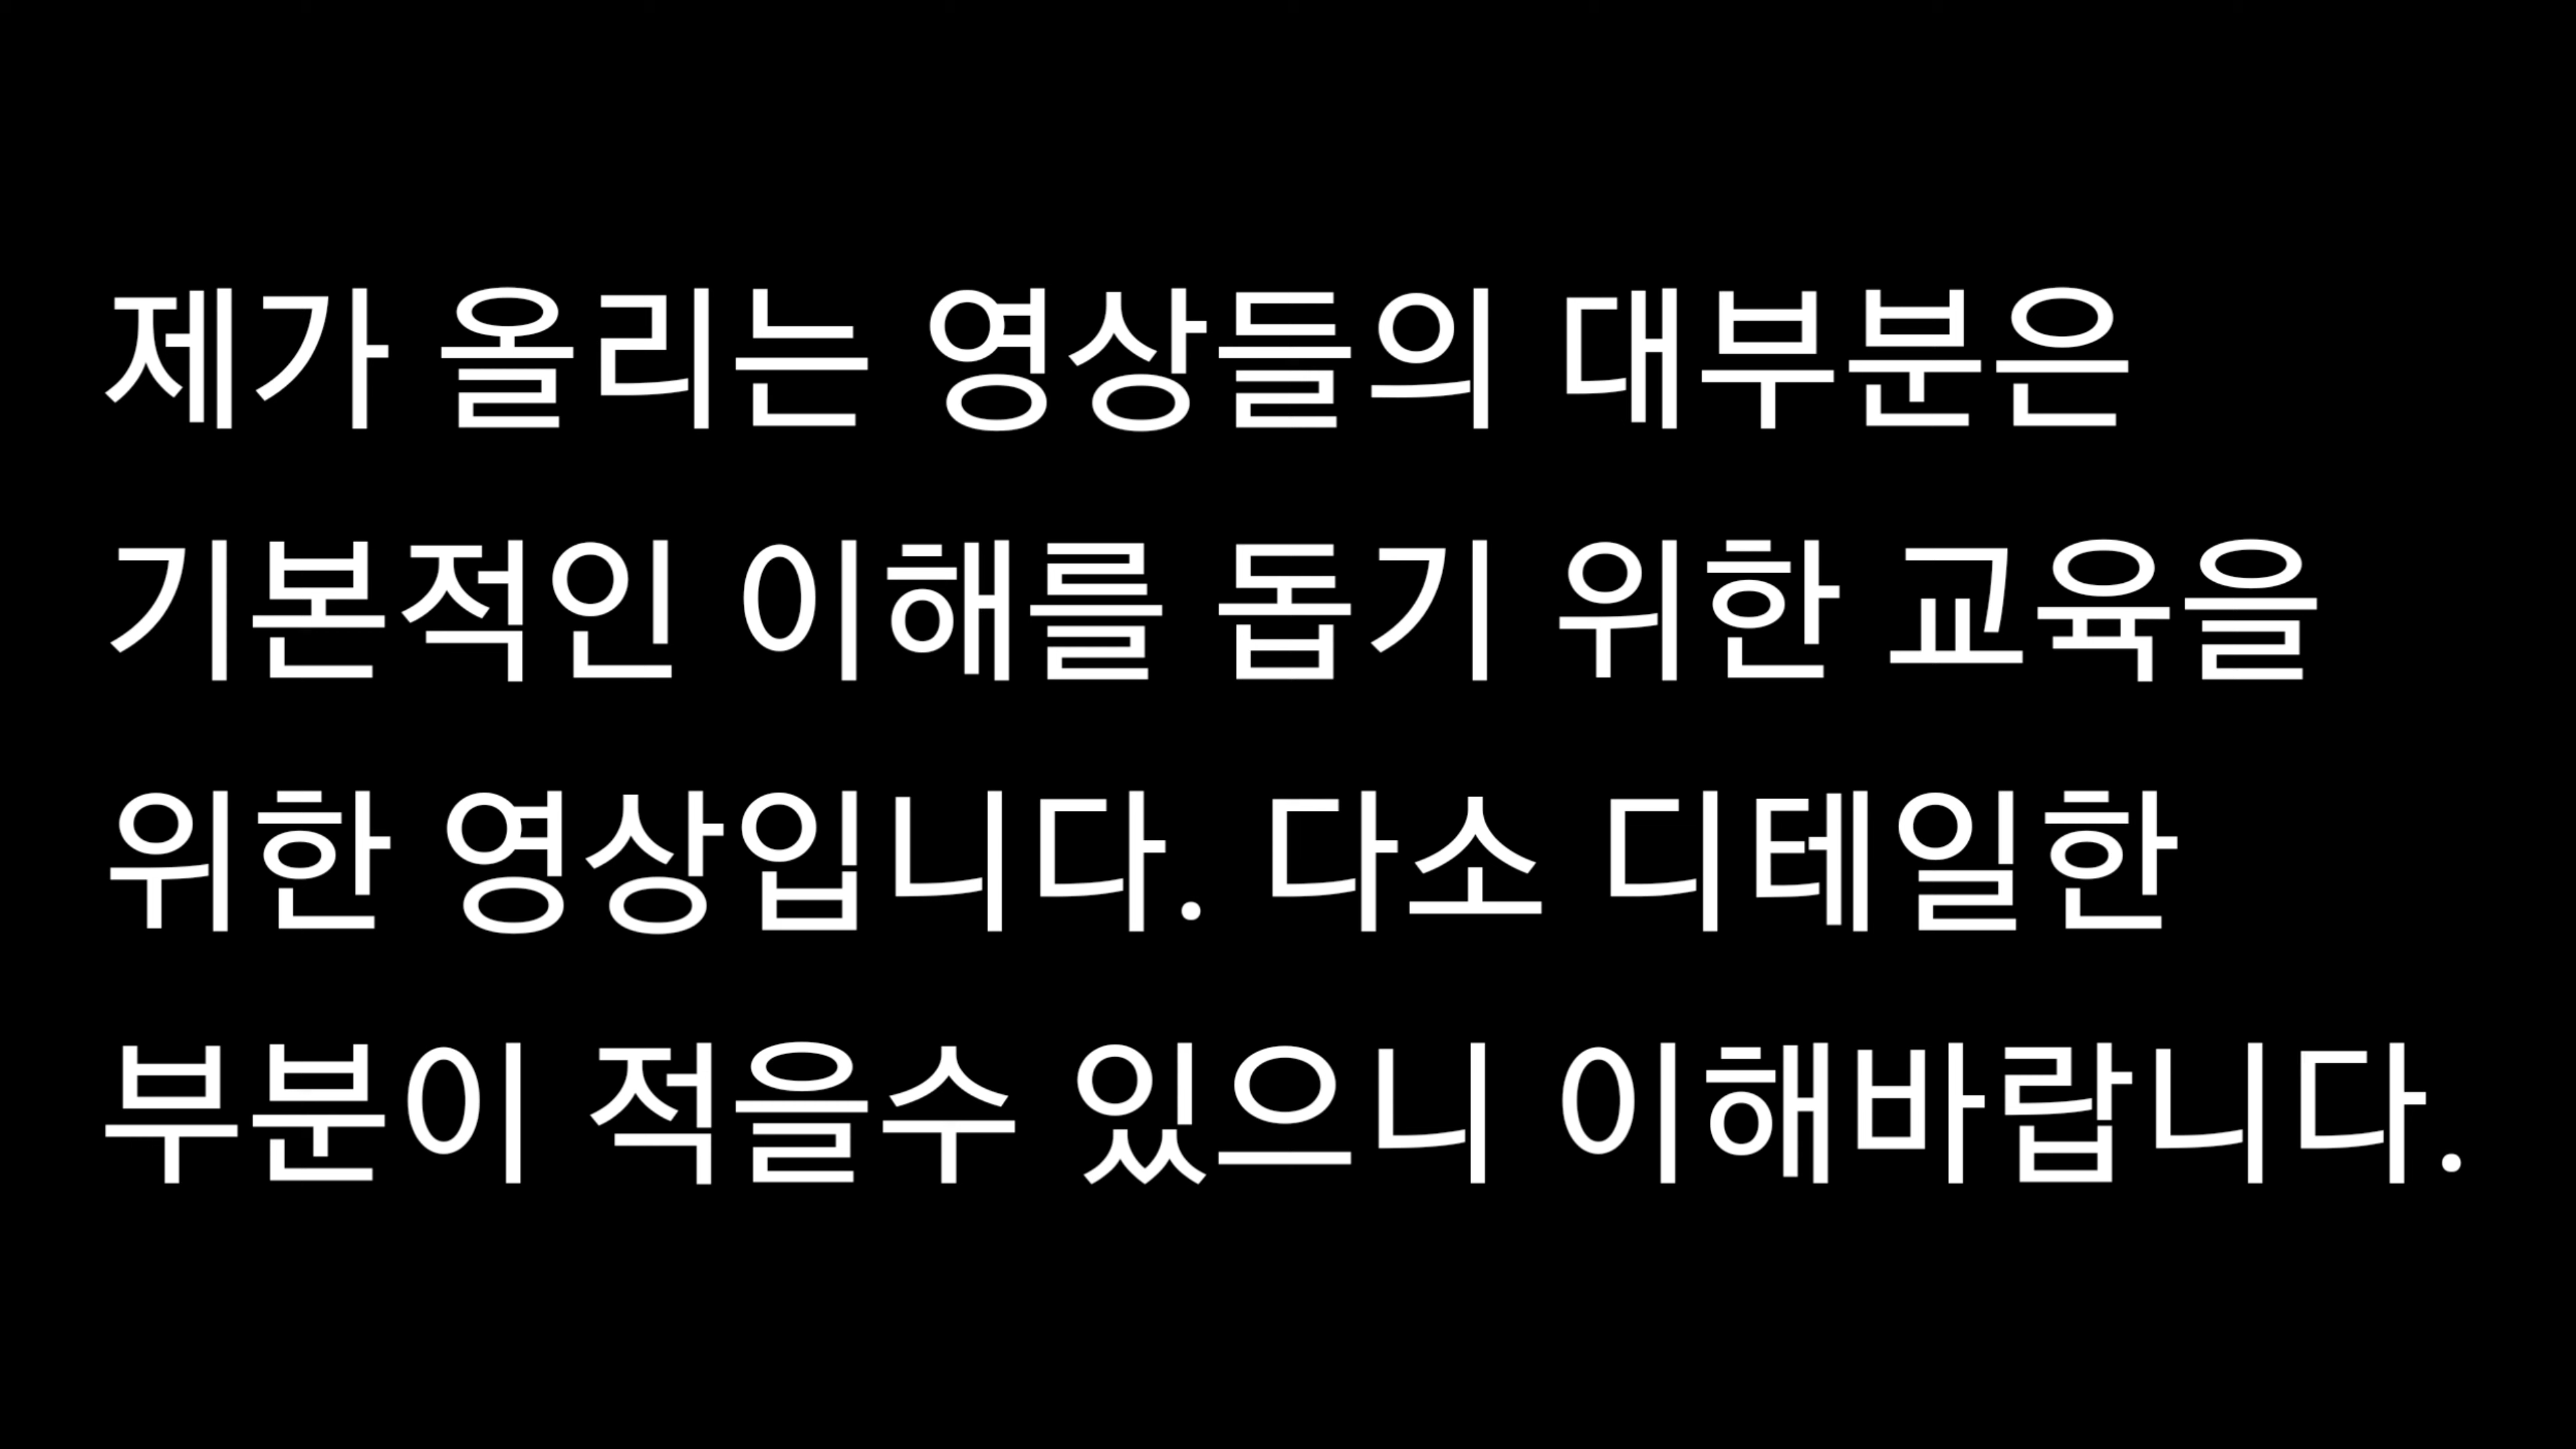 제가 올리는 영상들의 대부분은
기본적인 이해를 돕기 위한 교육을
위한 영상입니다. 다소 디테일한
부분이 적을수 있으니 이해바랍니다.